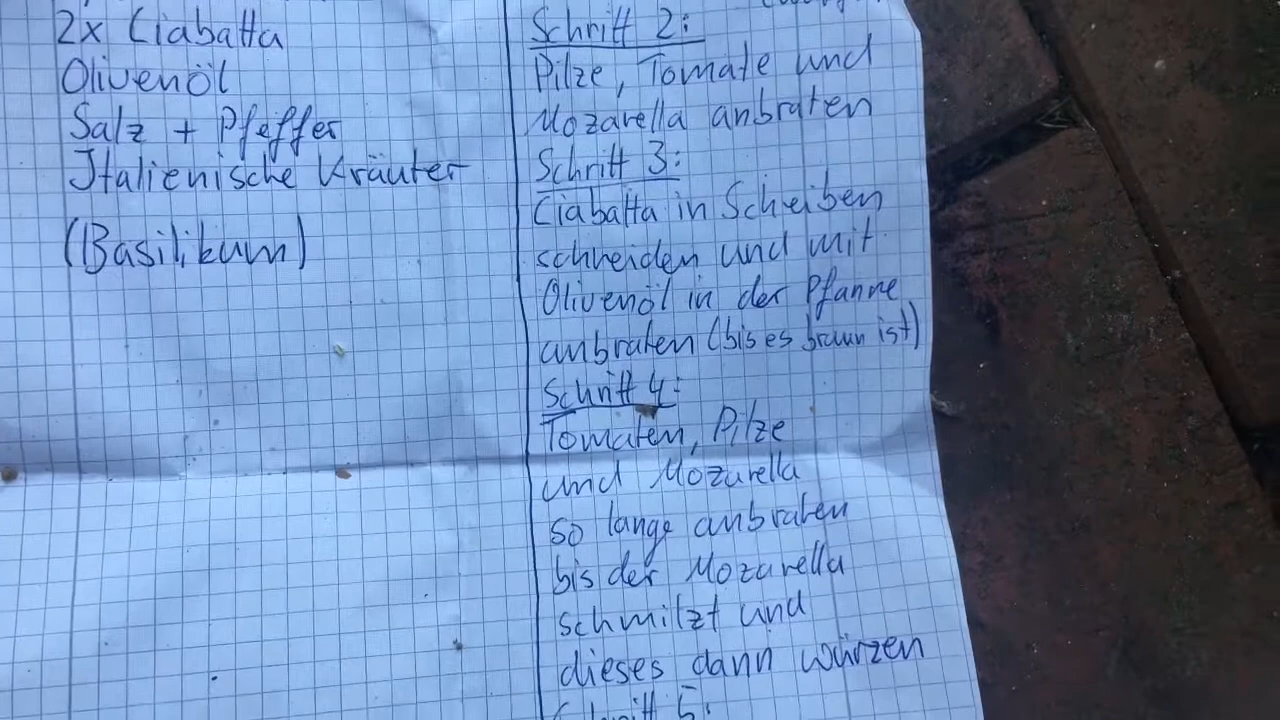 2x Ciabatta
Olivenöl
Salz + Pfeffer
Italienische Kräuter
(Basilikum)
Schritt 2:
Pilze, Tomate und
Mozarella anbraten
Schritt 3:
Ciabatta in Scheiben
schneiden und mit
Olivenöl in der Pfanne
anbraten (bis es braun ist)
Schritt 4:
Tomaten, Pilze
und Mozarella
so lange anbraten
bis der Mozarella
schmilzt und
dieses dann würzen
Schritt 5: